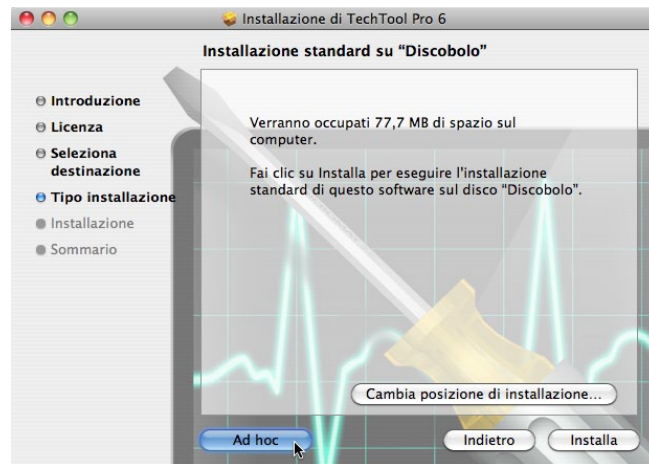 Installazione di TechTool Pro 6
Installazione standard su “Discobolo”
Introduzione
Licenza
Seleziona
destinazione
Tipo installazione
Installazione
Sommario
Verranno occupati 77,7 MB di spazio sul
computer.
Fai clic su Installa per eseguire l'installazione
standard di questo software sul disco “Discobolo”.
Cambia posizione di installazione...
Ad hoc
Indietro
Installa